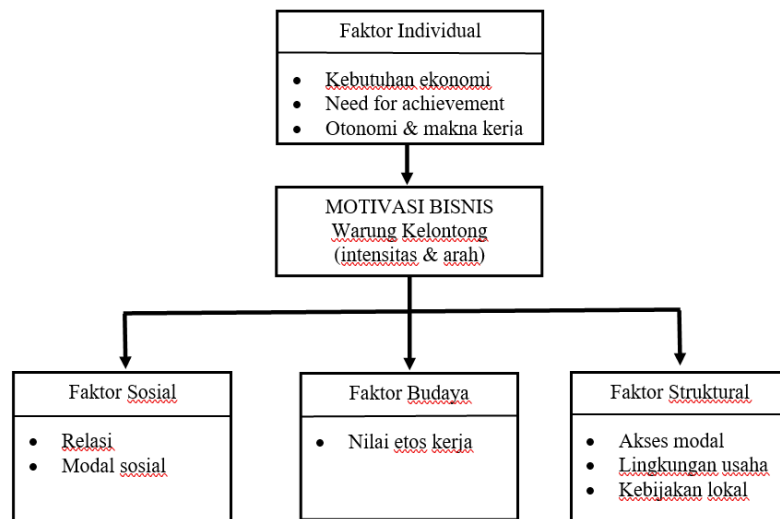 Faktor Individual
• Kebutuhan ekonomi
• Need for achievement
• Otonomi & makna kerja
MOTIVASI BISNIS
Warung Kelontong
(intensitas & arah)
Faktor Sosial
• Relasi
• Modal sosial
Faktor Budaya
• Nilai etos kerja
Faktor Struktural
• Akses modal
• Lingkungan usaha
• Kebijakan lokal